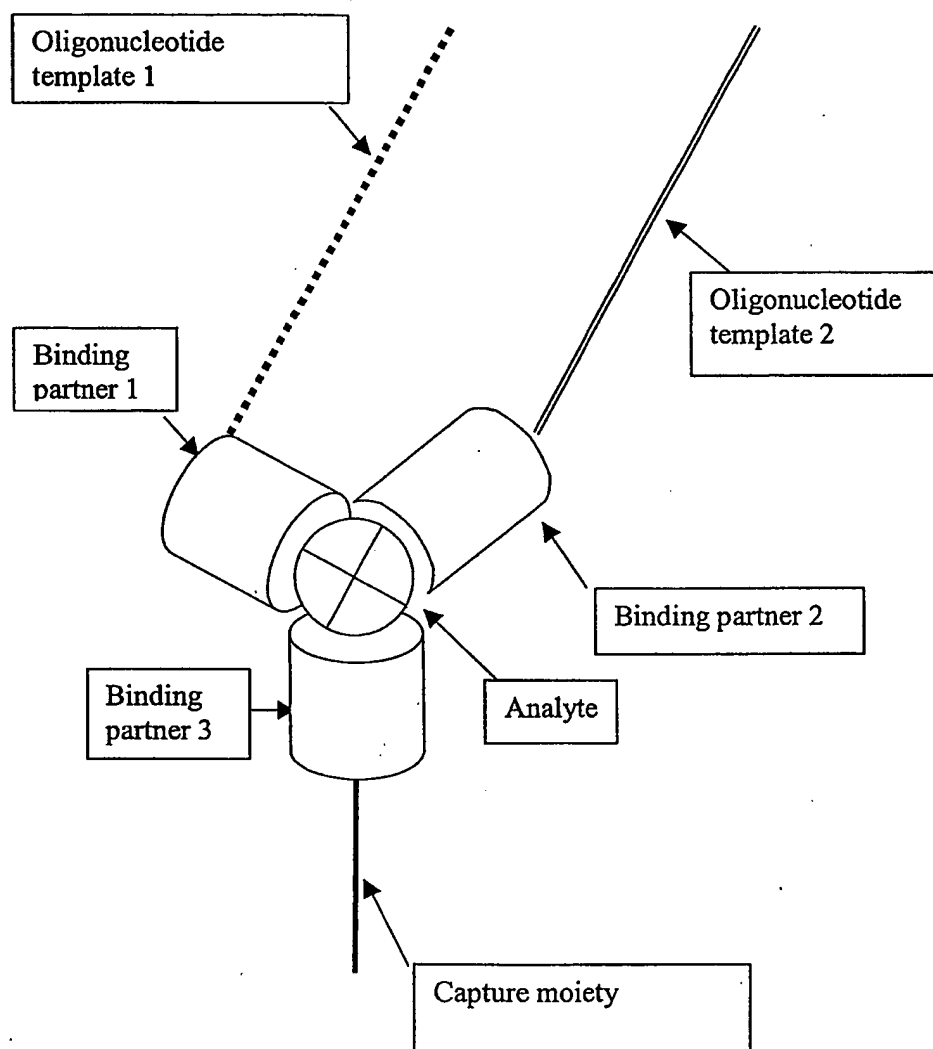 Oligonucleotide
template 1
Oligonucleotide
template 2
Binding
partner 1
Binding partner 2
Binding
partner 3
Analyte
Capture moiety